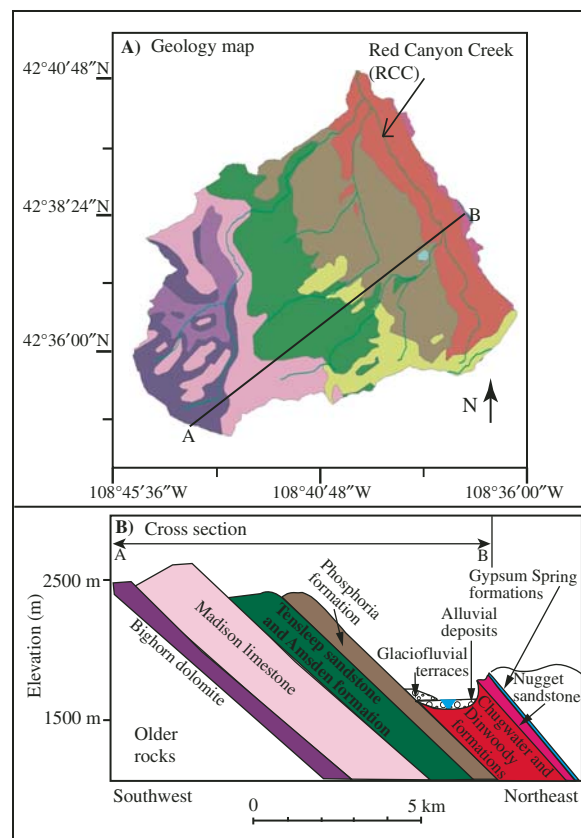 A) Geology map
Red Canyon Creek
(RCC)
42°40′48″N
42°38′24″N
42°36′00″N
B
A
N
108°45′36″W
108°40′48″W
108°36′00″W
B) Cross section
A
B
Gypsum Spring
formations
Phosphoria
formation
Alluvial
deposits
Glaciofluvial
terraces
Nugget
sandstone
Tensleep sandstone
and Amsden formation
Madison limestone
Bighorn dolomite
Chugwater and
Dinwoody
formations
Older
rocks
Elevation (m)
2500 m
1500 m
Southwest
Northeast
0
5 km